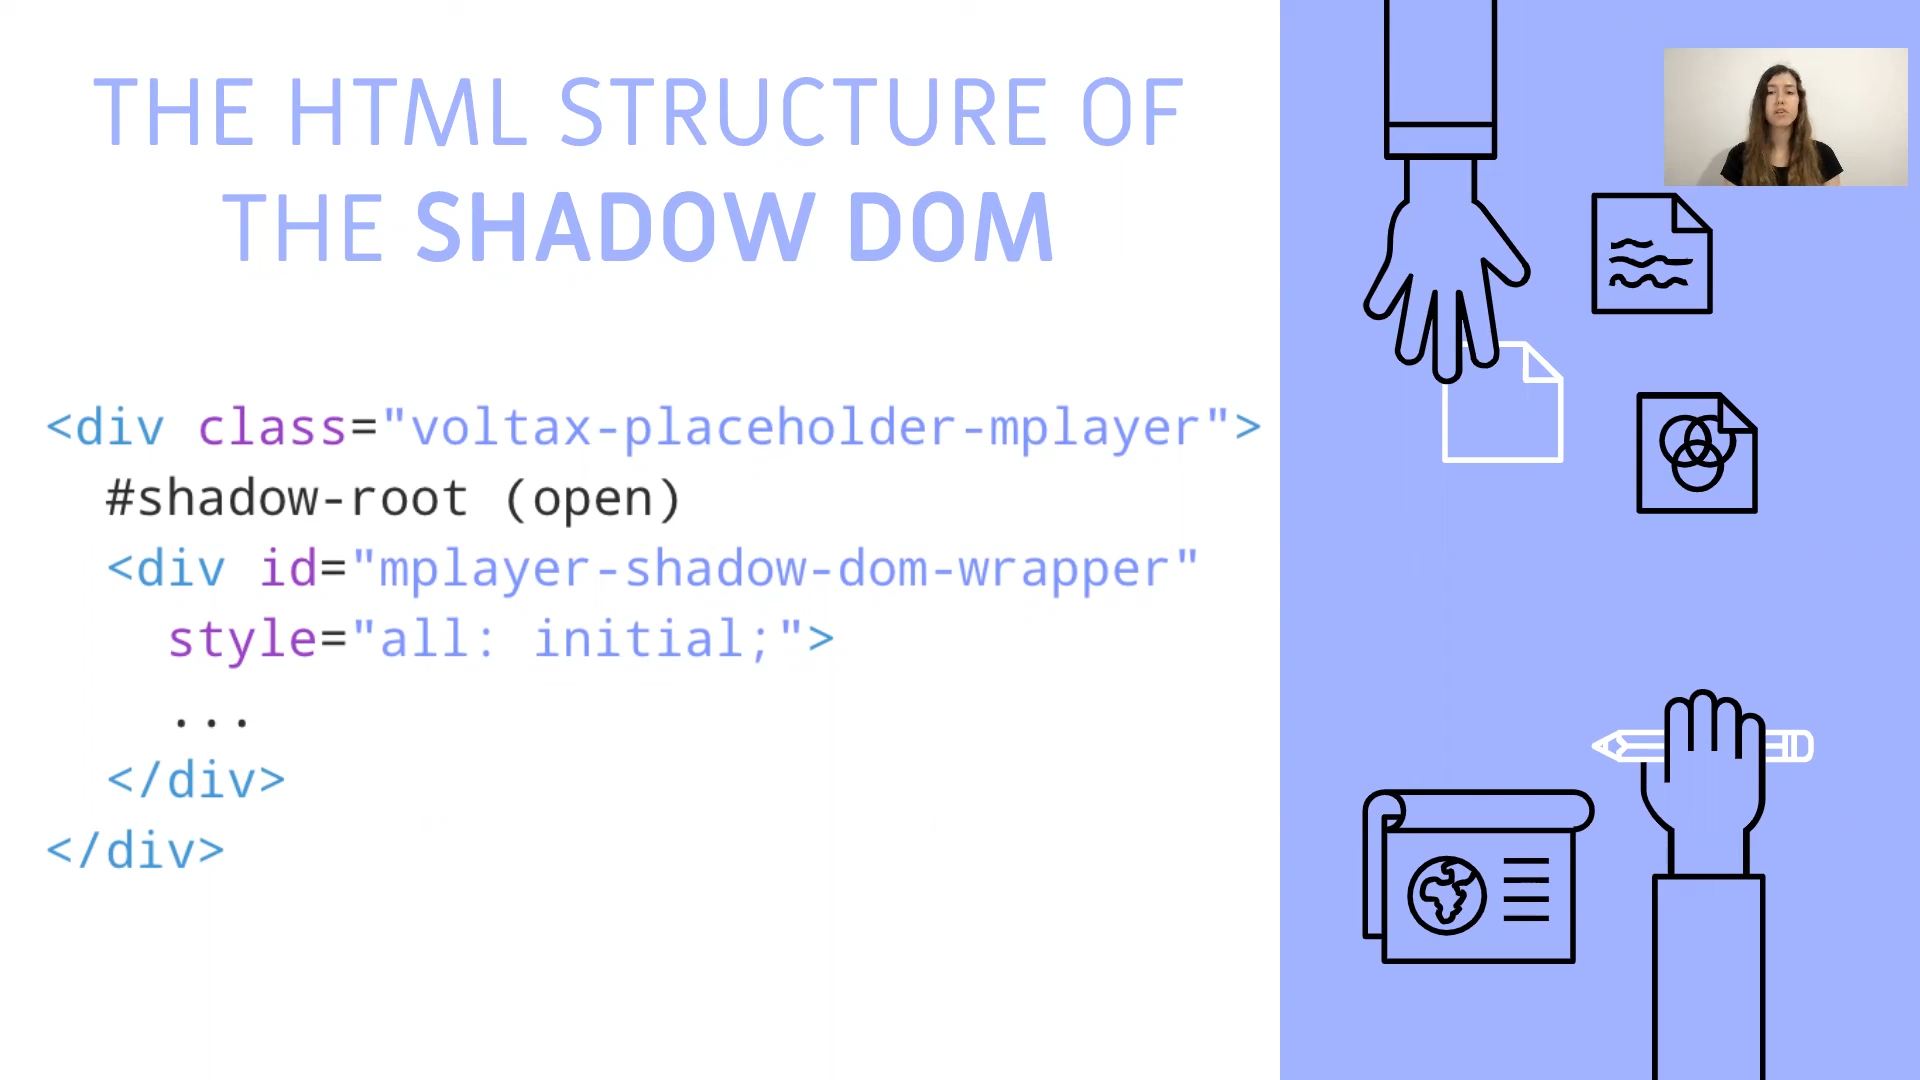 THE HTML STRUCTURE OF
THE SHADOW DOM
<div class="voltax-placeholder-mplayer">
#shadow-root (open)
<div id="mplayer-shadow-dom-wrapper"
style="all: initial;">
...
</div>
</div>